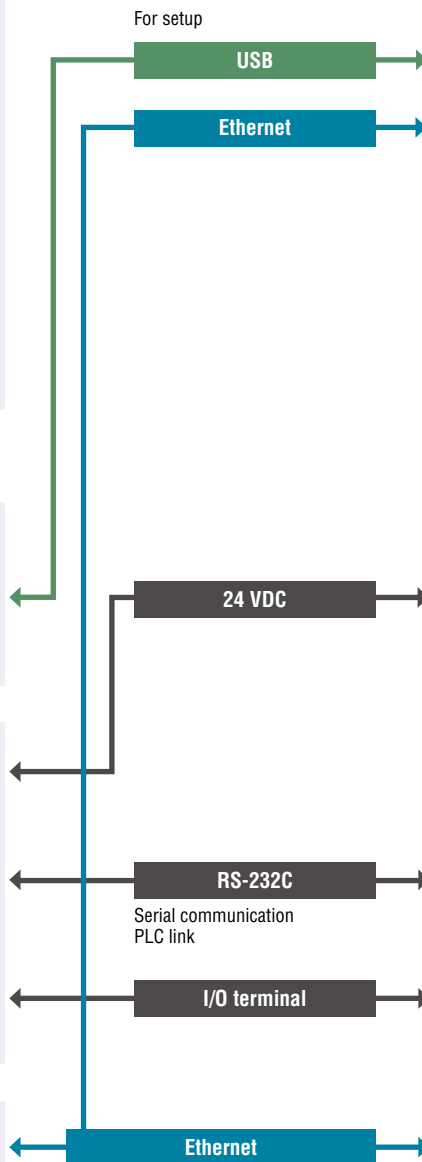 For setup
USB
Ethernet
24 VDC
RS-232C
Serial communication
PLC link
I/O terminal
Ethernet